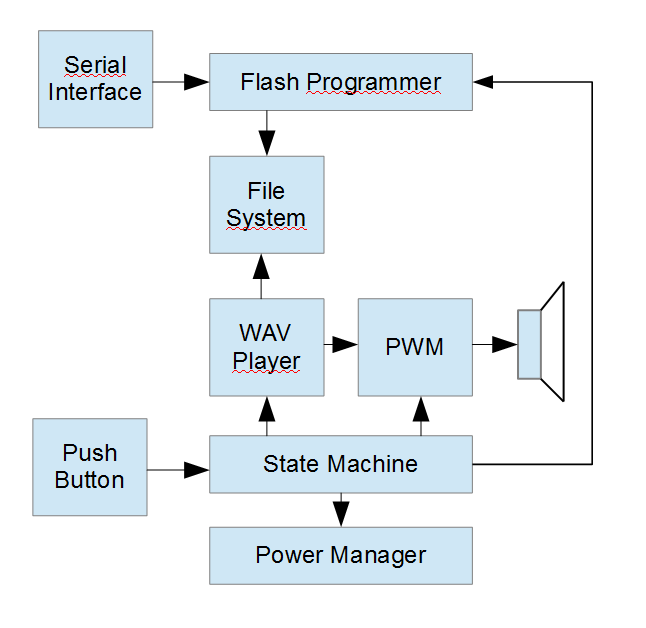 Serial
Interface
Flash Programmer
File
System
WAV
Player
PWM
Push
Button
State Machine
Power Manager